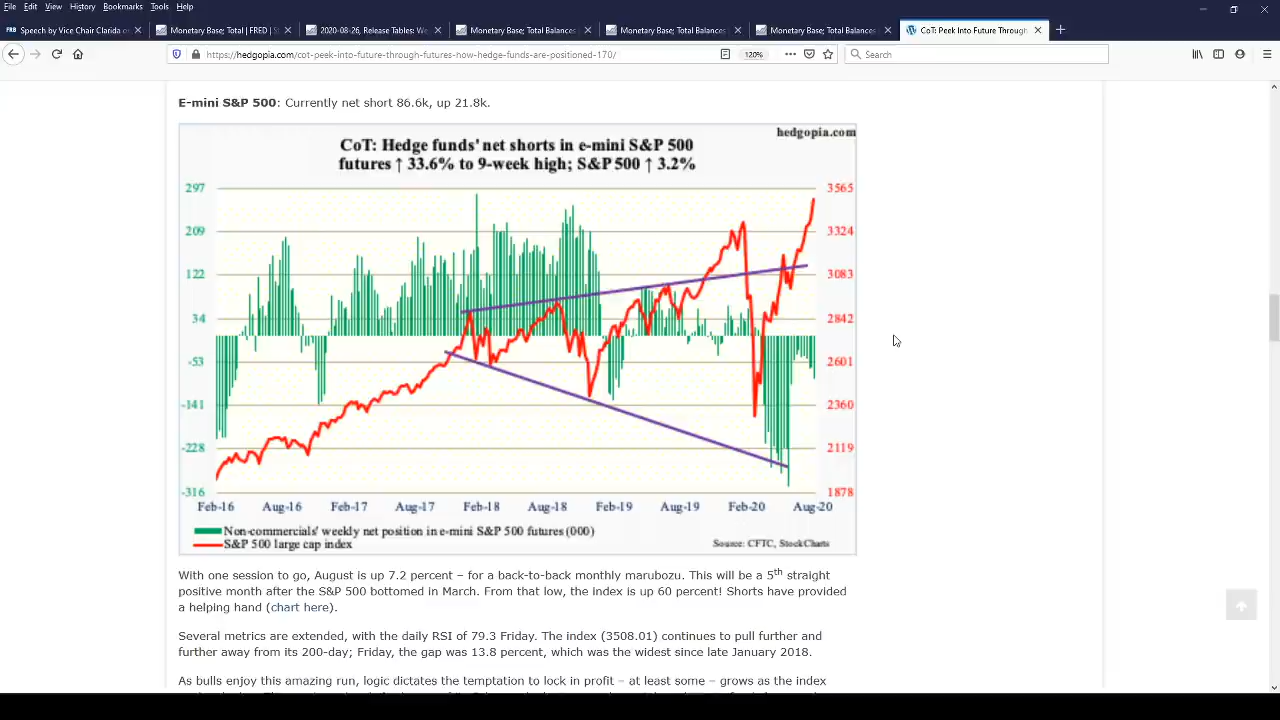 File Edit View History Bookmarks Tools Help
FRB Speech by Vice Chair Clarida on
Monetary Base; Total | FRED | St. Lo
2020-08-26, Release Tables: We
Monetary Base; Total Balances
Monetary Base; Total Balances
Monetary Base; Total Balances
CoT: Peek Into Future Through
https://hedgopia.com/cot-peek-into-future-through-futures-how-hedge-funds-are-positioned-170/
120%
Search
E-mini S&P 500: Currently net short 86.6k, up 21.8k.
hedgopia.com
CoT: Hedge funds' net shorts in e-mini S&P 500
futures ↑ 33.6% to 9-week high; S&P 500 ↑ 3.2%
297 3565
209 3324
122 3083
34 2842
-53 2601
-141 2360
-228 2119
-316 1878
Feb-16 Aug-16 Feb-17 Aug-17 Feb-18 Aug-18 Feb-19 Aug-19 Feb-20 Aug-20
Non-commercials' weekly net position in e-mini S&P 500 futures (000)
S&P 500 large cap index
Source: CFTC, StockCharts
With one session to go, August is up 7.2 percent – for a back-to-back monthly marubozu. This will be a 5th straight
positive month after the S&P 500 bottomed in March. From that low, the index is up 60 percent! Shorts have provided
a helping hand (chart here).
Several metrics are extended, with the daily RSI of 79.3 Friday. The index (3508.01) continues to pull further and
further away from its 200-day; Friday, the gap was 13.8 percent, which was the widest since late January 2018.
As bulls enjoy this amazing run, logic dictates the temptation to lock in profit – at least some – grows as the index